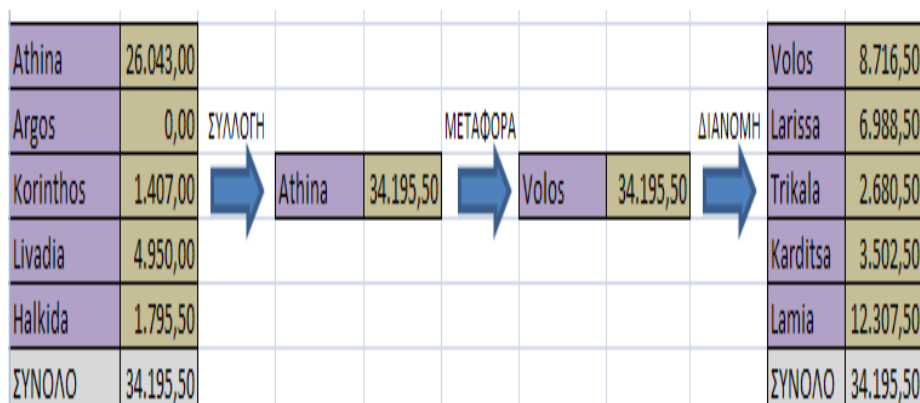 Athina 26.043,00 Volos 8.716,50
Argos 0,00 ΣΥΛΛΟΓΗ ΜΕΤΑΦΟΡΑ ΔΙΑΝΟΜΗ Larissa 6.988,50
Korinthos 1.407,00 Athina 34.195,50 Volos 34.195,50 Trikala 2.680,50
Livadia 4.950,00 Karditsa 3.502,50
Halkida 1.795,50 Lamia 12.307,50
ΣΥΝΟΛΟ 34.195,50 ΣΥΝΟΛΟ 34.195,50